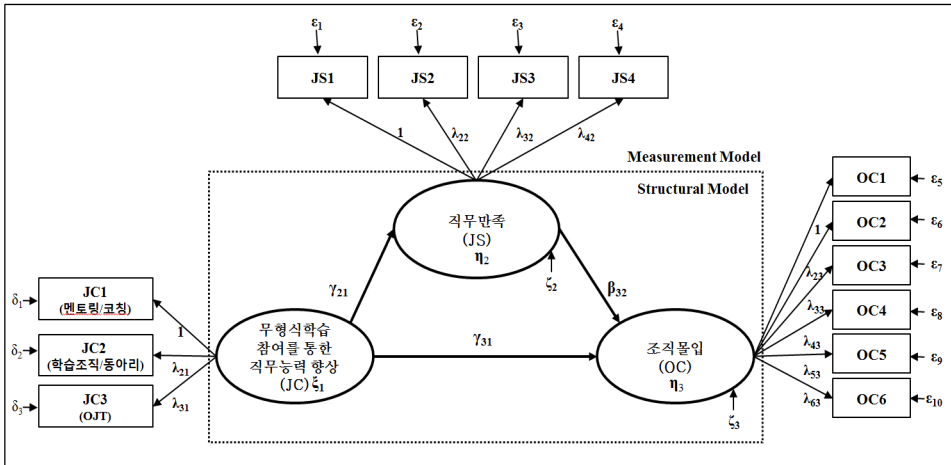 ε1 ε2 ε3 ε4
JS1 JS2 JS3 JS4
1 λ22 λ32 λ42
Measurement Model
Structural Model
직무만족
(JS)
η2
ζ2
γ21
β32
γ31
무형식학습
참여를 통한
직무능력 향상
(JC) ξ1
조직몰입
(OC)
η3
ζ3
δ1
JC1
(멘토링/코칭)
1
δ2
JC2
(학습조직/동아리)
λ21
δ3
JC3
(OJT)
λ31
OC1
ε5
1
OC2
ε6
λ23
OC3
ε7
λ33
OC4
ε8
λ43
OC5
ε9
λ53
OC6
ε10
λ63